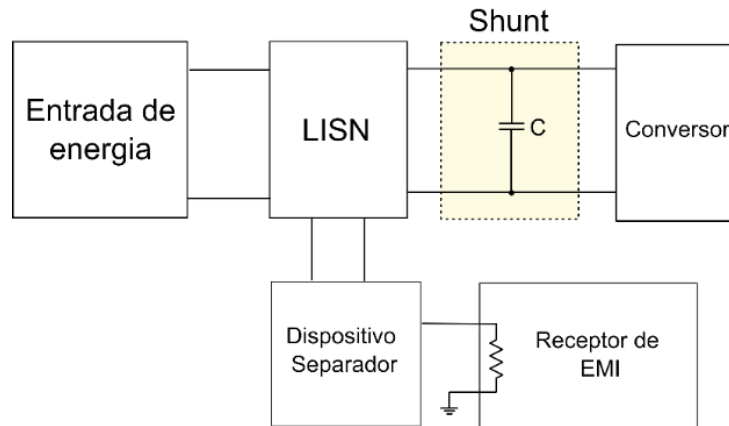 Shunt
Entrada de
energia
LISN
C
Conversor
Dispositivo
Separador
Receptor de
EMI